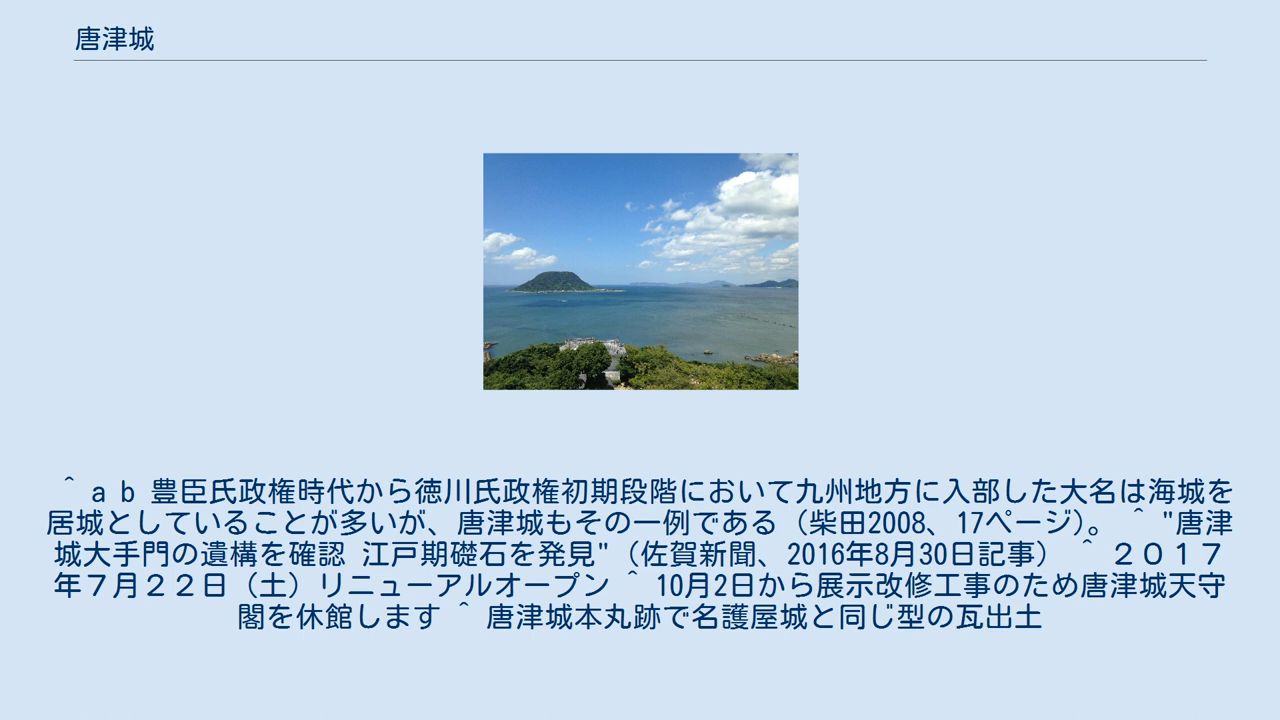 唐津城
^ a b 豊臣氏政権時代から徳川氏政権初期段階において九州地方に入部した大名は海城を
居城としていることが多いが、唐津城もその一例である（柴田2008、17ページ）。 ^ "唐津
城大手門の遺構を確認 江戸期礎石を発見"（佐賀新聞、2016年8月30日記事） ^ ２０１７
年７月２２日（土）リニューアルオープン ^ 10月2日から展示改修工事のため唐津城天守
閣を休館します ^ 唐津城本丸跡で名護屋城と同じ型の瓦出土